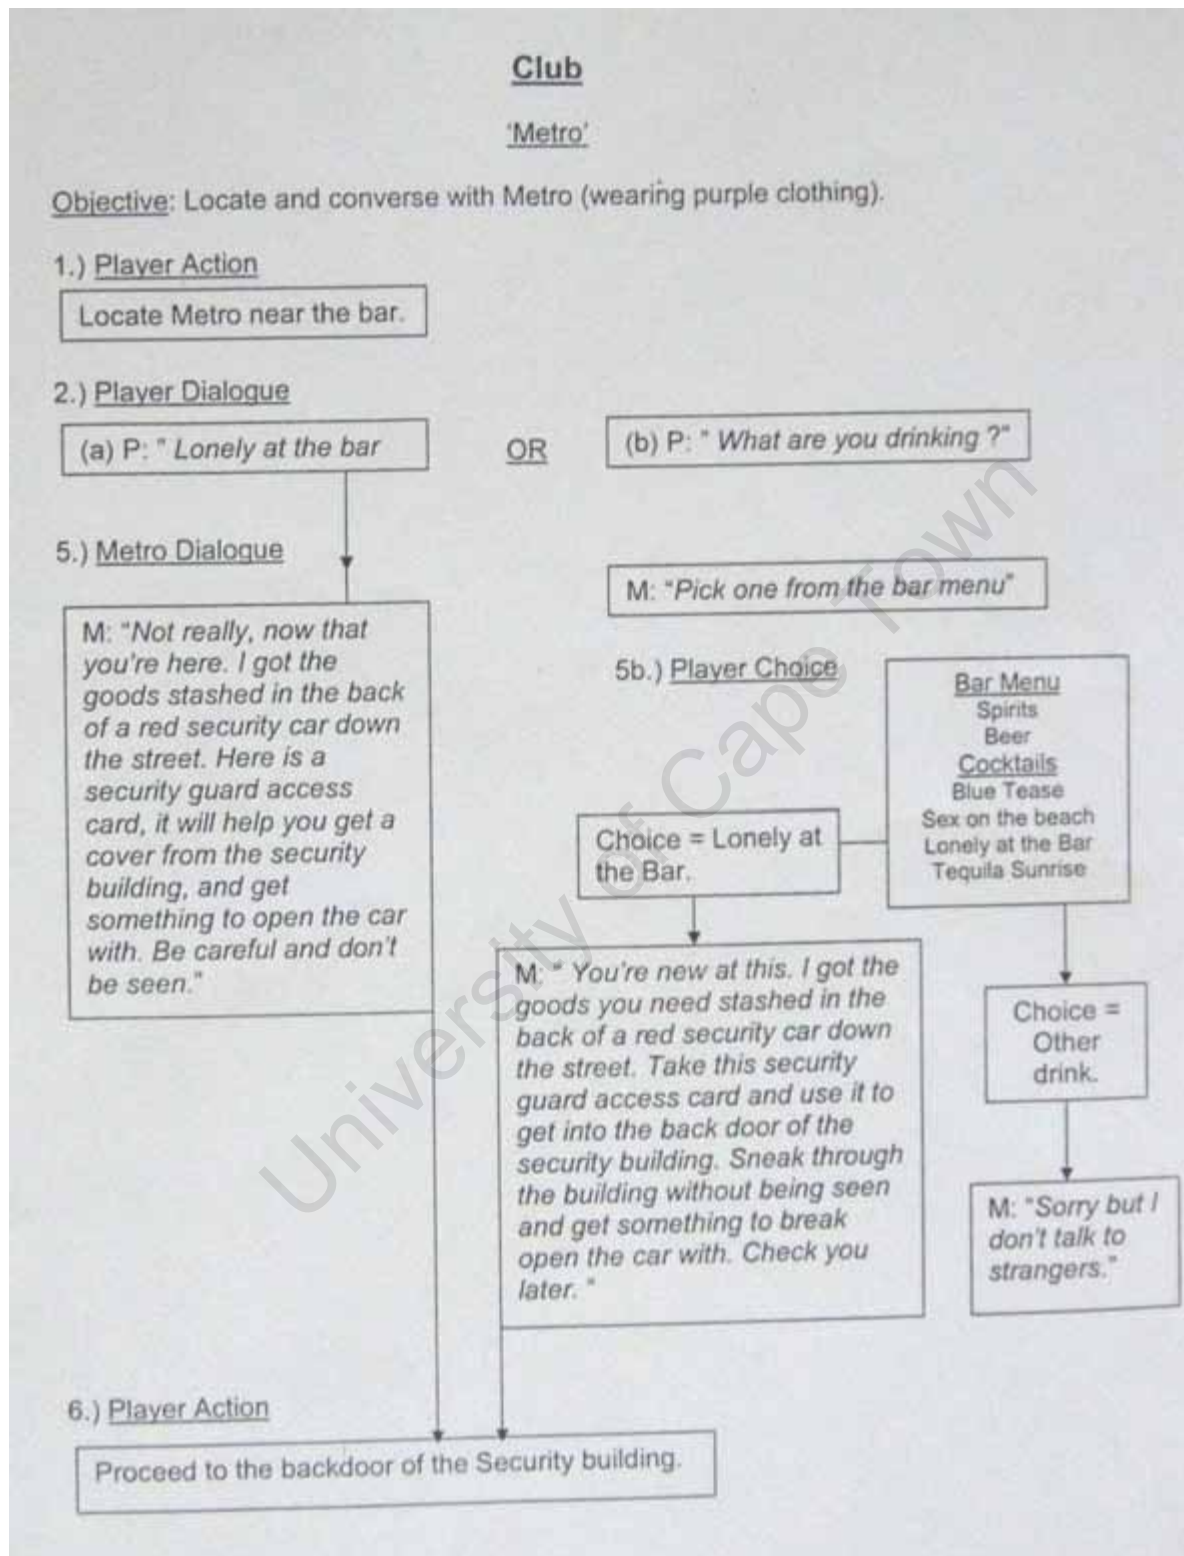 Club
'Metro'
Objective: Locate and converse with Metro (wearing purple clothing).
1.) Player Action
Locate Metro near the bar.
2.) Player Dialogue
(a) P: " Lonely at the bar
OR
(b) P: " What are you drinking ?"
5.) Metro Dialogue
M: "Not really, now that
you're here. I got the
goods stashed in the back
of a red security car down
the street. Here is a
security guard access
card, it will help you get a
cover from the security
building, and get
something to open the car
with. Be careful and don't
be seen."
M: "Pick one from the bar menu"
5b.) Player Choice
Bar Menu
Spirits
Beer
Cocktails
Blue Tease
Sex on the beach
Lonely at the Bar
Tequila Sunrise
Choice = Lonely at
the Bar.
M: " You're new at this. I got the
goods you need stashed in the
back of a red security car down
the street. Take this security
guard access card and use it to
get into the back door of the
security building. Sneak through
the building without being seen
and get something to break
open the car with. Check you
later. "
Choice =
Other
drink.
M: "Sorry but I
don't talk to
strangers."
6.) Player Action
Proceed to the backdoor of the Security building.
University of Cape Town